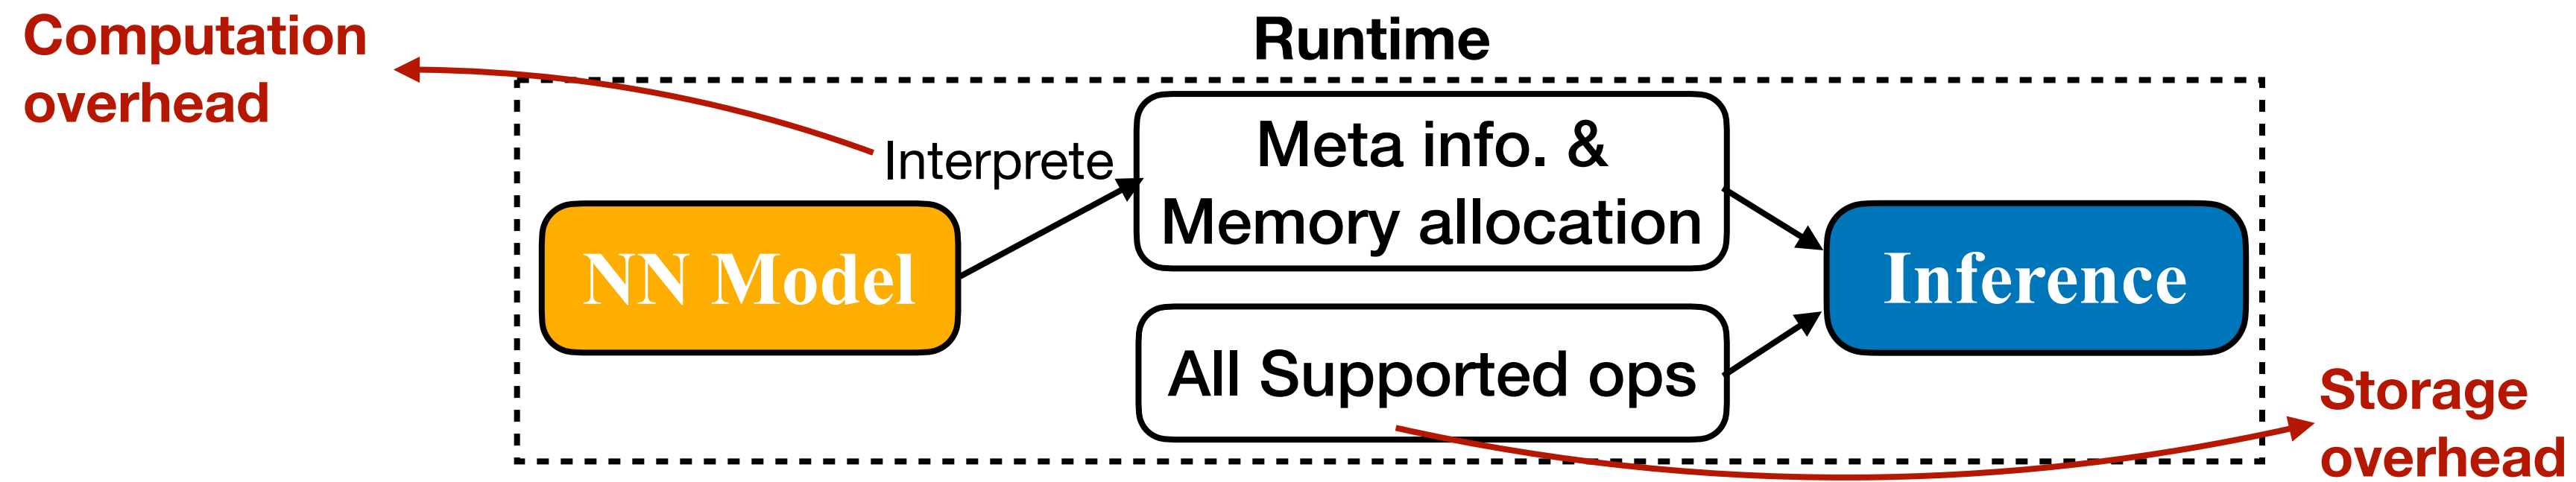 Computation
overhead
Runtime
Interprete
Meta info. &
Memory allocation
NN Model
Inference
All Supported ops
Storage
overhead